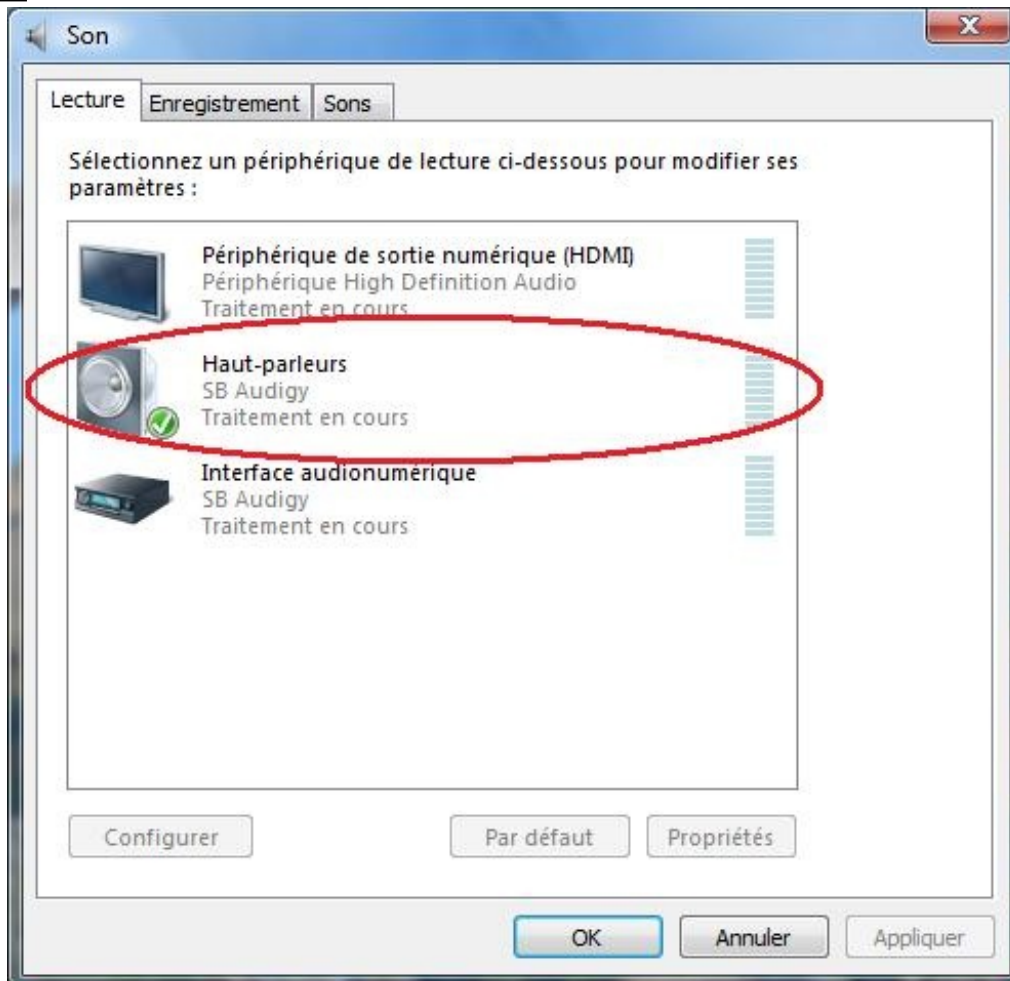 Son
Lecture Enregistrement Sons
Sélectionnez un périphérique de lecture ci-dessous pour modifier ses
paramètres :
Périphérique de sortie numérique (HDMI)
Périphérique High Definition Audio
Traitement en cours
Haut-parleurs
SB Audigy
Traitement en cours
Interface audionumérique
SB Audigy
Traitement en cours
Configurer Par défaut Propriétés
OK Annuler Appliquer